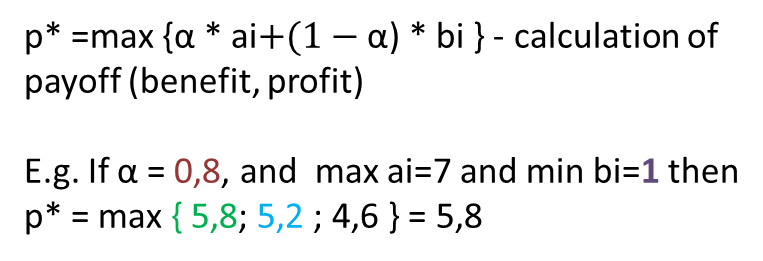 p* =max {α * ai+(1 − α) * bi } - calculation of
payoff (benefit, profit)
E.g. If α = 0,8, and  max ai=7 and min bi=1 then
p* = max { 5,8; 5,2 ; 4,6 } = 5,8